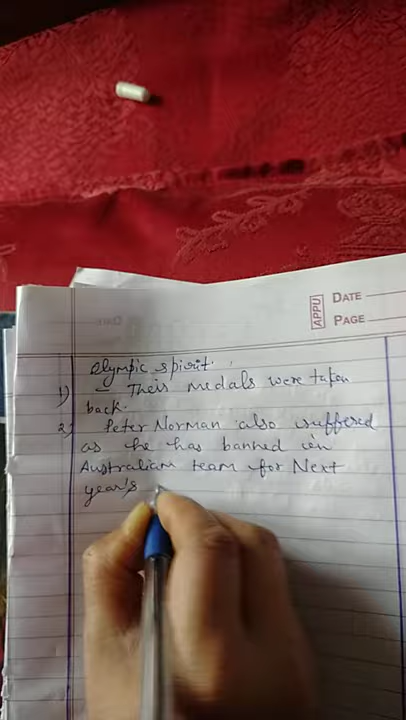 APPU
DATE
PAGE
olympic spirit.
1) - Their medals were taken
back.
2) Peter Norman also suffered
as he has banned in
Australian team for Next
years